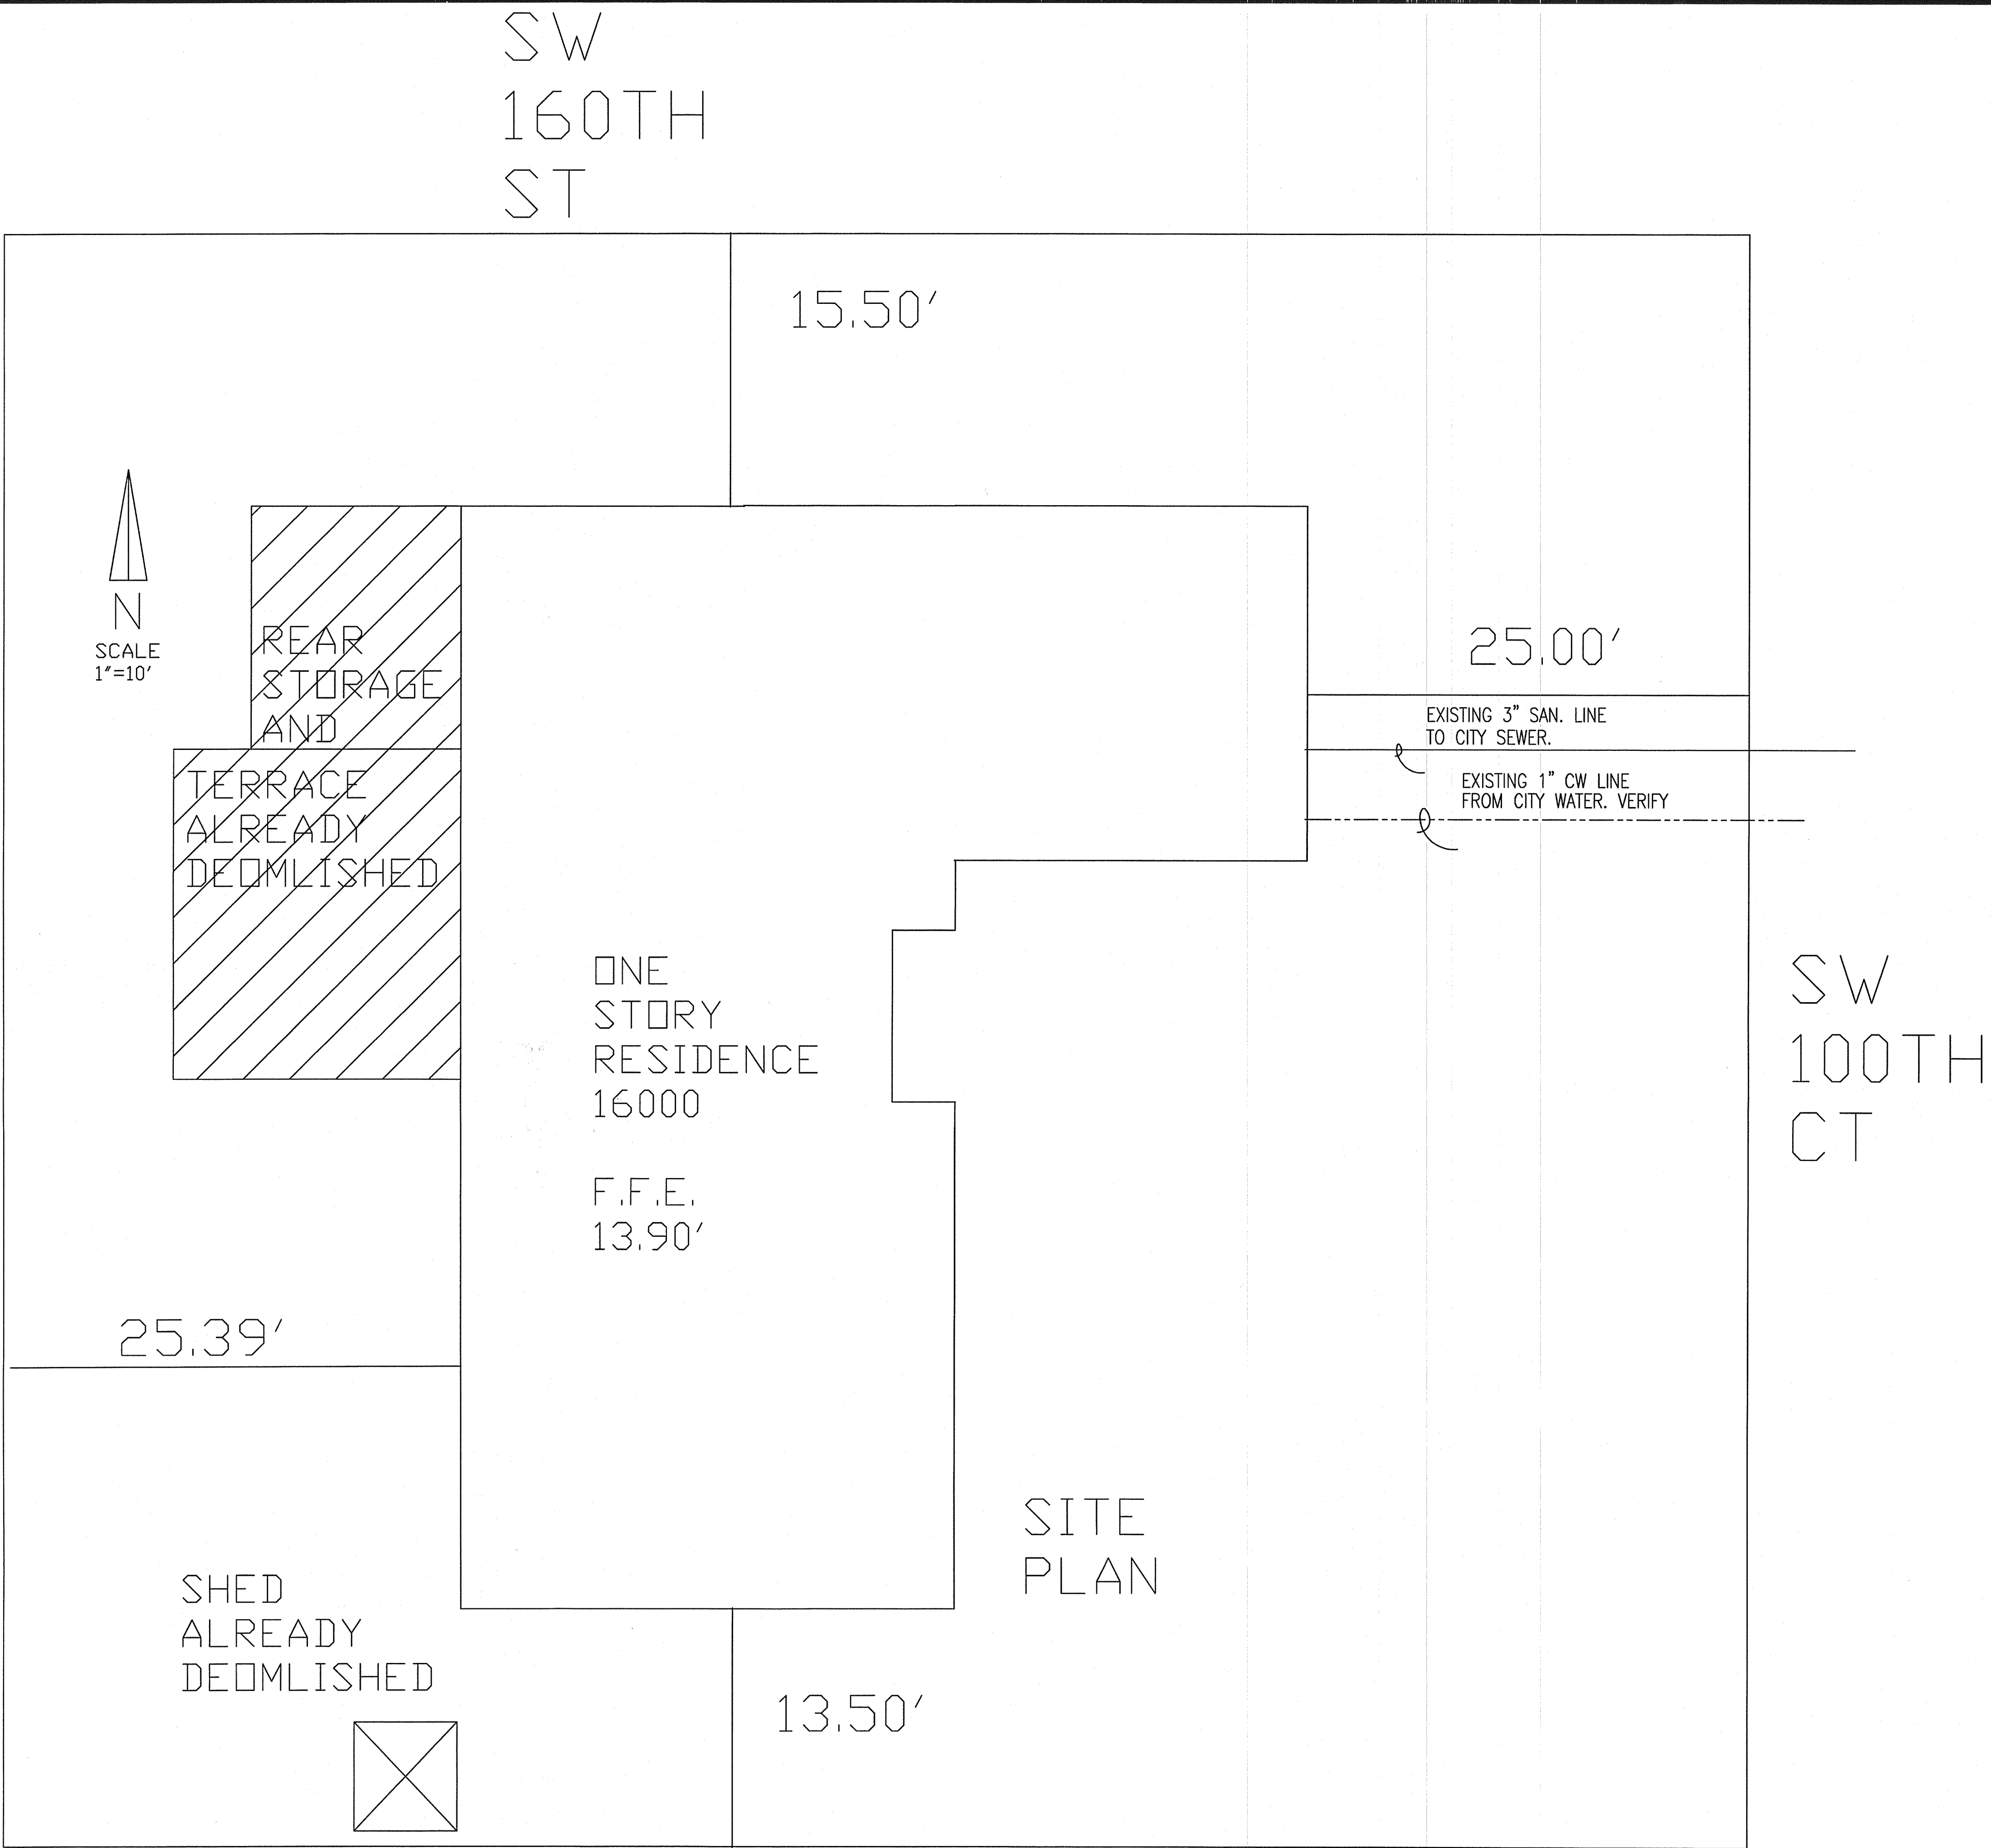 SW
160TH
ST
15.50'
N
SCALE
1"=10'
REAR
STORAGE
AND
TERRACE
ALREADY
DEOMLISHED
25.00'
EXISTING 3" SAN. LINE
TO CITY SEWER.
EXISTING 1" CW LINE
FROM CITY WATER. VERIFY
ONE
STORY
RESIDENCE
16000
F.F.E.
13.90'
SW
100TH
CT
25.39'
SITE
PLAN
SHED
ALREADY
DEOMLISHED
13.50'